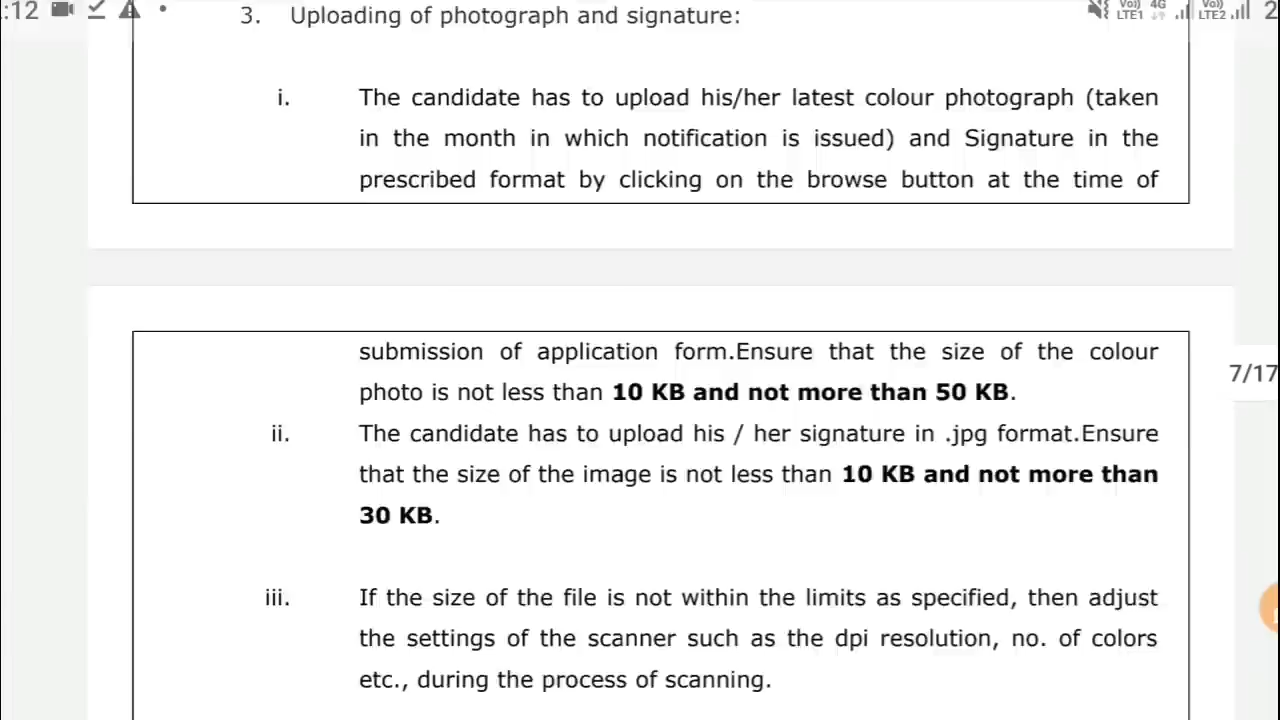 :12
Vo) 4G Vo)
LTE1 LTE2 2
3. Uploading of photograph and signature:
i. The candidate has to upload his/her latest colour photograph (taken
in the month in which notification is issued) and Signature in the
prescribed format by clicking on the browse button at the time of
submission of application form.Ensure that the size of the colour
photo is not less than 10 KB and not more than 50 KB.
7/17
ii. The candidate has to upload his / her signature in .jpg format.Ensure
that the size of the image is not less than 10 KB and not more than
30 KB.
iii. If the size of the file is not within the limits as specified, then adjust
the settings of the scanner such as the dpi resolution, no. of colors
etc., during the process of scanning.